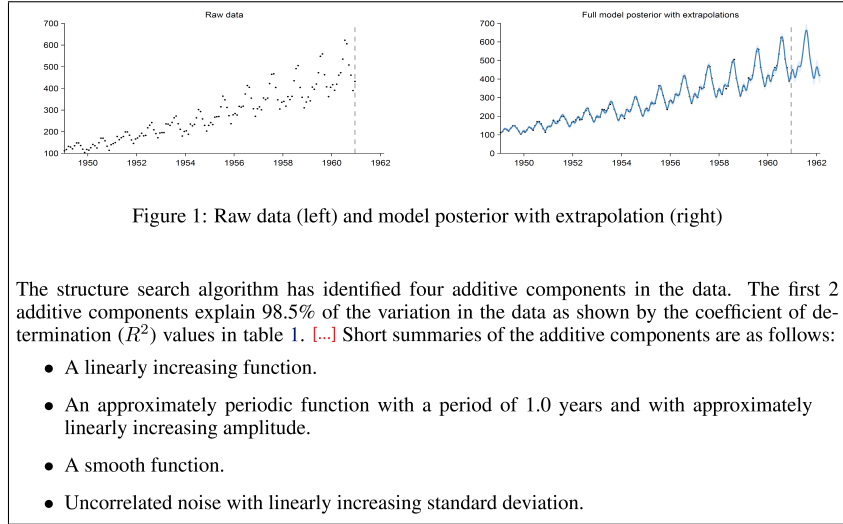 Raw data
700
600
500
400
300
200
100
1950 1952 1954 1956 1958 1960 1962
Full model posterior with extrapolations
700
600
500
400
300
200
100
0
1950 1952 1954 1956 1958 1960 1962
Figure 1: Raw data (left) and model posterior with extrapolation (right)
The structure search algorithm has identified four additive components in the data. The first 2
additive components explain 98.5% of the variation in the data as shown by the coefficient of de-
termination (R²) values in table 1. [...] Short summaries of the additive components are as follows:
• A linearly increasing function.
• An approximately periodic function with a period of 1.0 years and with approximately
linearly increasing amplitude.
• A smooth function.
• Uncorrelated noise with linearly increasing standard deviation.